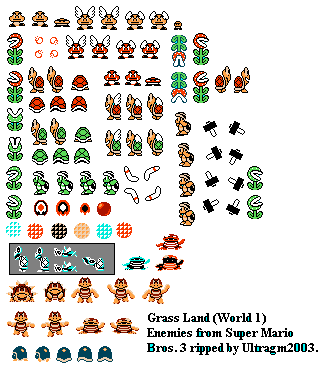 Grass Land (World 1)
Enemies from Super Mario
Bros. 3 ripped by Ultragm2003.